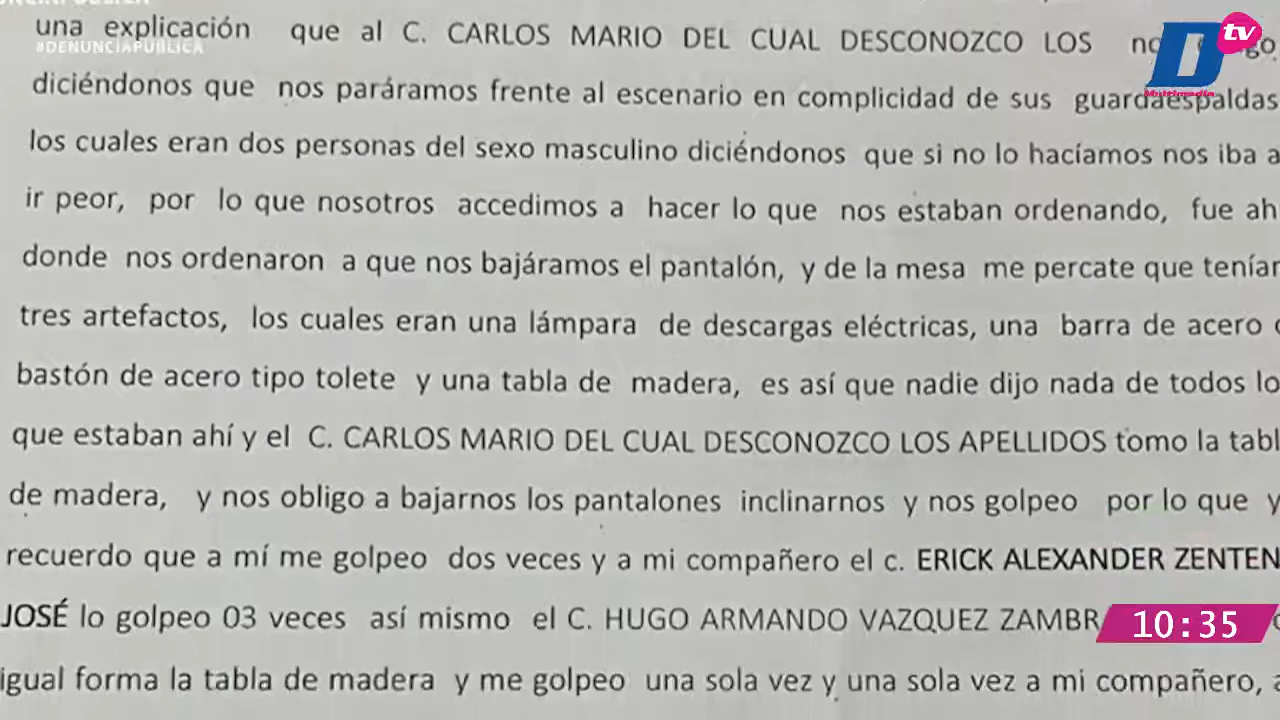 #DENUNCIAPÚBLICA
una explicación que al C. CARLOS MARIO DEL CUAL DESCONOZCO LOS
diciéndonos que nos paráramos frente al escenario en complicidad de sus guardaespaldas
los cuales eran dos personas del sexo masculino diciéndonos que si no lo hacíamos nos iba a
ir peor, por lo que nosotros accedimos a hacer lo que nos estaban ordenando, fue ah
donde nos ordenaron a que nos bajáramos el pantalón, y de la mesa me percate que tenían
tres artefactos, los cuales eran una lámpara de descargas eléctricas, una barra de acero
bastón de acero tipo tolete y una tabla de madera, es así que nadie dijo nada de todos lo
que estaban ahí y el C. CARLOS MARIO DEL CUAL DESCONOZCO LOS APELLIDOS tomo la tabl
de madera, y nos obligo a bajarnos los pantalones inclinarnos y nos golpeo por lo que y
recuerdo que a mí me golpeo dos veces y a mi compañero el c. ERICK ALEXANDER ZENTEN
JOSÉ lo golpeo 03 veces así mismo el C. HUGO ARMANDO VAZQUEZ ZAMBR
igual forma la tabla de madera y me golpeo una sola vez y una sola vez a mi compañero, a
D tv
Multimedia
10:35